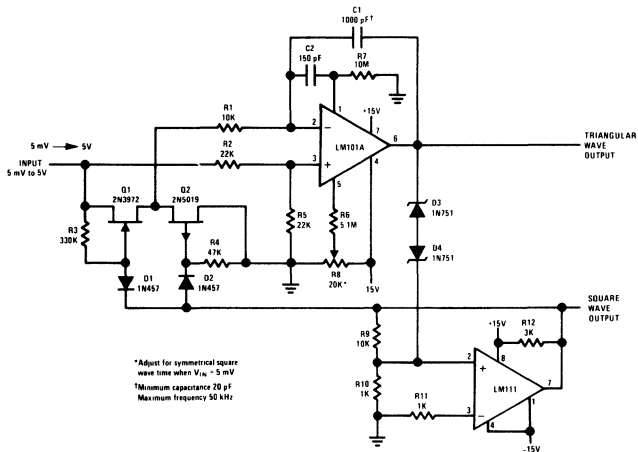 C1
1000 pF†
C2
150 pF
R7
10M
R1
10K
+15V
1
2
−
7
LM101A
6
TRIANGULAR
WAVE
OUTPUT
5 mV → 5V
INPUT
5 mV to 5V
R2
22K
3
+
4
5
Q1
2N3972
Q2
2N5019
D3
1N751
R3
330K
R4
47K
R5
22K
R6
5 1M
D4
1N751
D1
1N457
D2
1N457
R8
20K*
15V
SQUARE
WAVE
OUTPUT
R9
10K
+15V
R12
3K
8
2
+
LM111
7
R10
1K
R11
1K
3
−
4
1
-15V
*Adjust for symmetrical square
wave time when VIN = 5 mV
†Minimum capacitance 20 pF
Maximum frequency 50 kHz